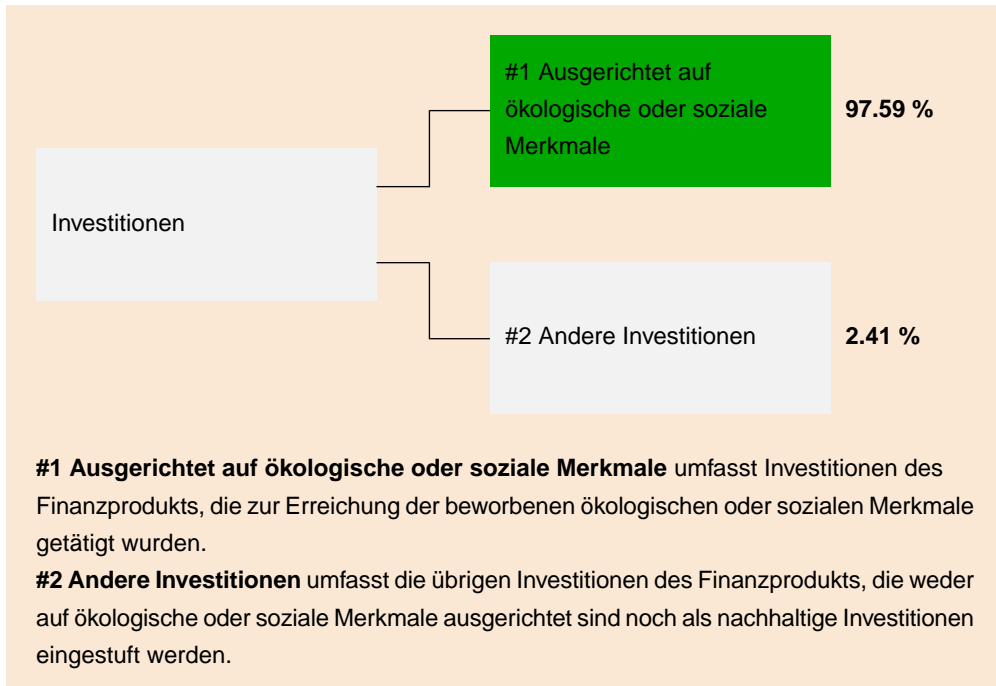 #1 Ausgerichtet auf
ökologische oder soziale
Merkmale
97.59 %
Investitionen
#2 Andere Investitionen
2.41 %
#1 Ausgerichtet auf ökologische oder soziale Merkmale umfasst Investitionen des
Finanzprodukts, die zur Erreichung der beworbenen ökologischen oder sozialen Merkmale
getätigt wurden.
#2 Andere Investitionen umfasst die übrigen Investitionen des Finanzprodukts, die weder
auf ökologische oder soziale Merkmale ausgerichtet sind noch als nachhaltige Investitionen
eingestuft werden.